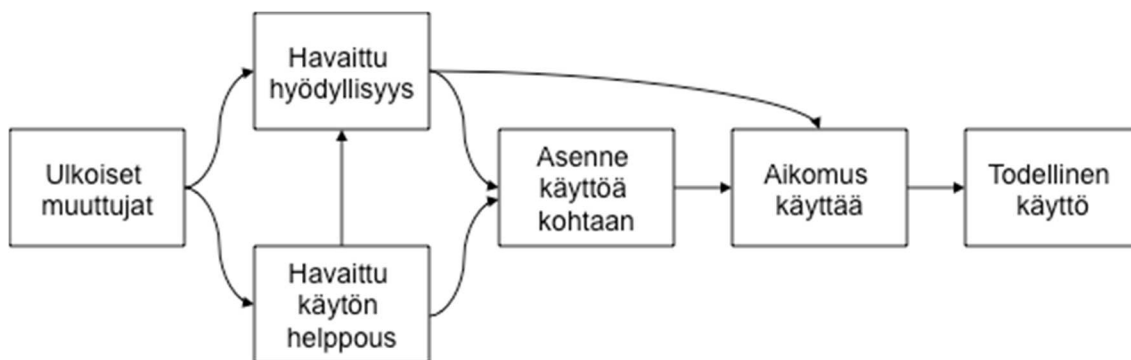 Havaittu
hyödyllisyys
Ulkoiset
muuttujat
Havaittu
käytön
helppous
Asenne
käyttöä
kohtaan
Aikomus
käyttää
Todellinen
käyttö